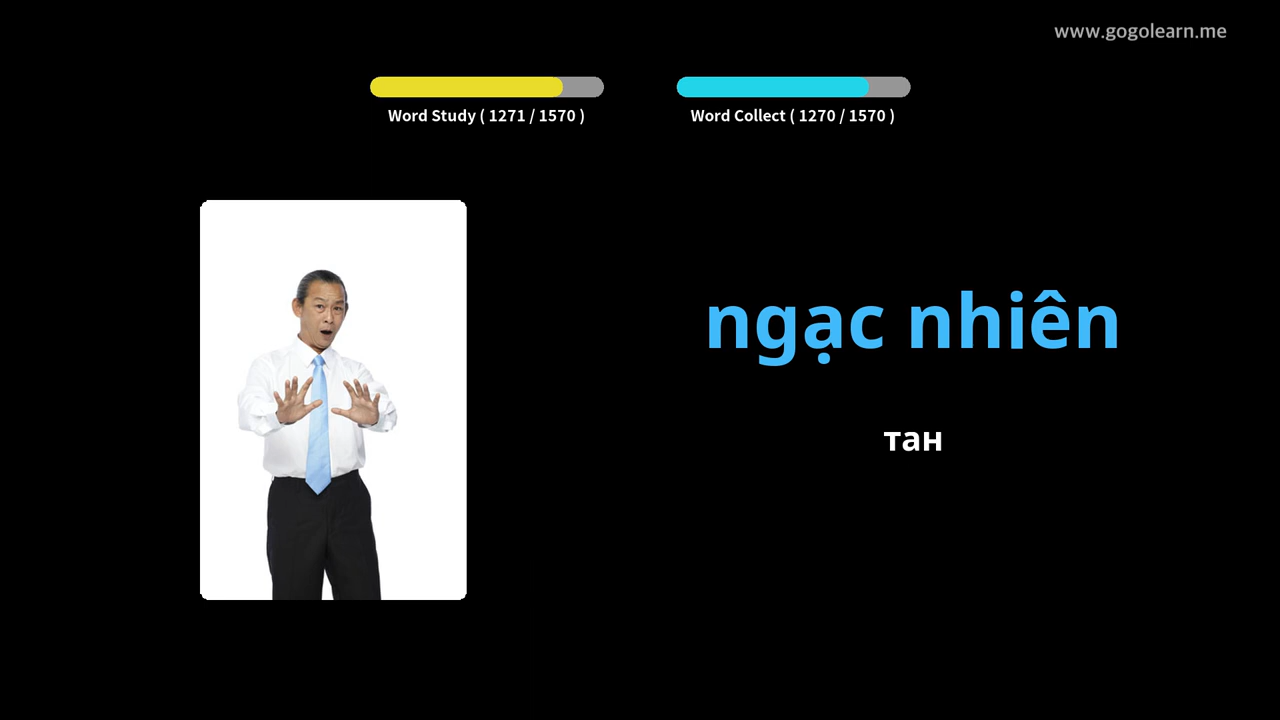 www.gogolearn.me
Word Study ( 1271 / 1570 )
Word Collect ( 1270 / 1570 )
ngạc nhiên
тан